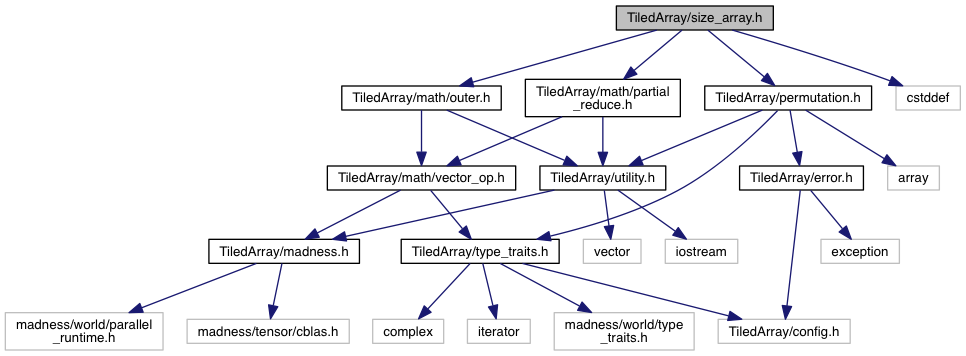 TiledArray/size_array.h
TiledArray/math/outer.h
TiledArray/math/partial
_reduce.h
TiledArray/permutation.h
cstddef
TiledArray/math/vector_op.h
TiledArray/utility.h
TiledArray/error.h
array
TiledArray/madness.h
TiledArray/type_traits.h
vector
iostream
exception
madness/world/parallel
_runtime.h
madness/tensor/cblas.h
complex
iterator
madness/world/type
_traits.h
TiledArray/config.h